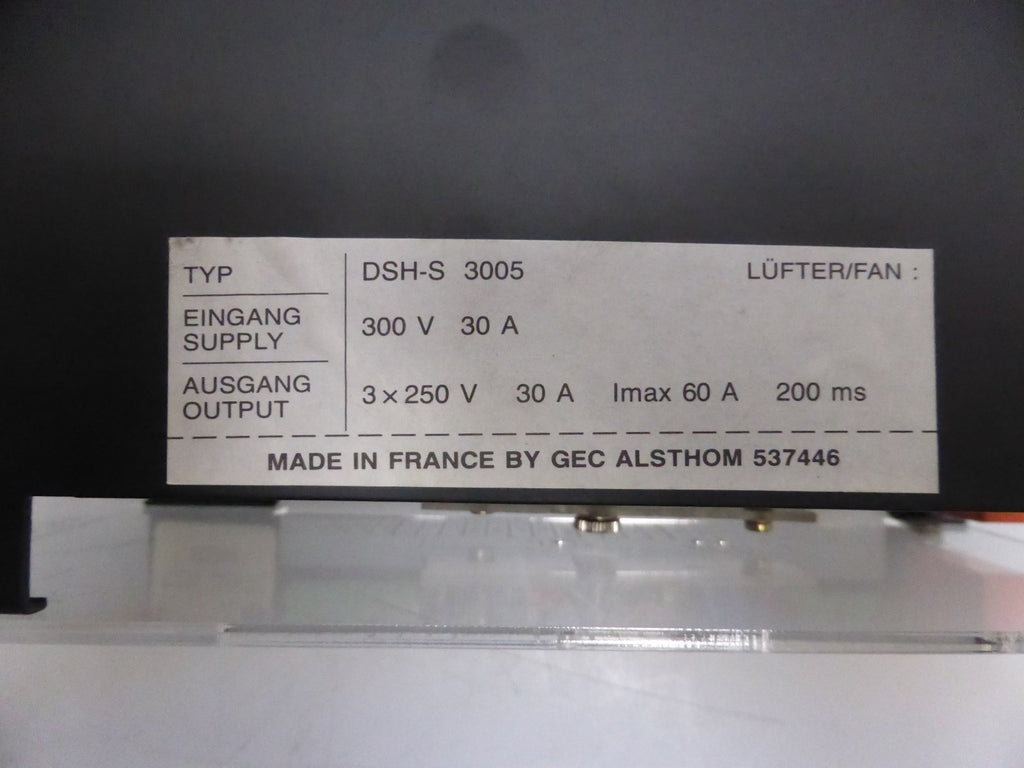 TYP DSH-S 3005 LÜFTER/FAN :
EINGANG
SUPPLY 300 V 30 A
AUSGANG
OUTPUT 3 × 250 V 30 A Imax 60 A 200 ms
MADE IN FRANCE BY GEC ALSTHOM 537446